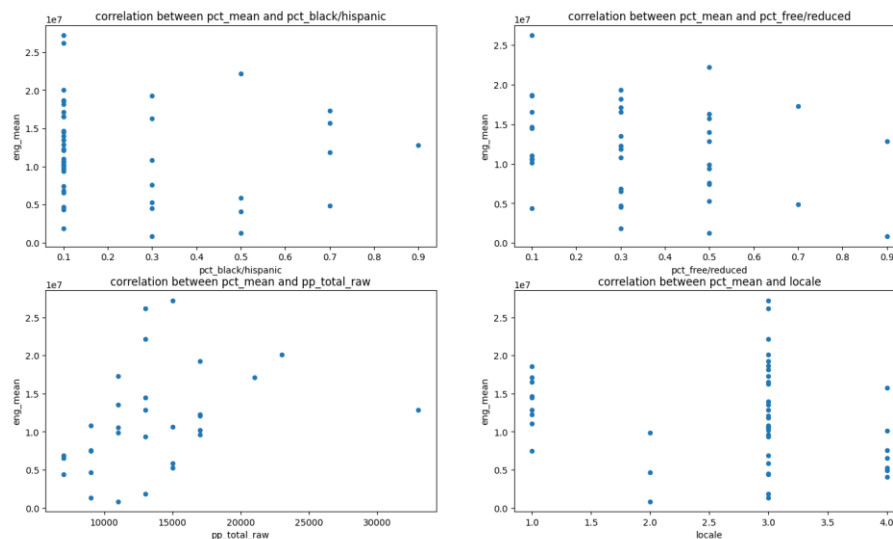 correlation between pct_mean and pct_black/hispanic
1e7
2.5
2.0
1.5
1.0
0.5
0.0
eng_mean
0.1 0.2 0.3 0.4 0.5 0.6 0.7 0.8 0.9
pct_black/hispanic
correlation between pct_mean and pct_free/reduced
1e7
2.5
2.0
1.5
1.0
0.5
0.0
eng_mean
0.1 0.2 0.3 0.4 0.5 0.6 0.7 0.8 0.9
pct_free/reduced
correlation between pct_mean and pp_total_raw
1e7
2.5
2.0
1.5
1.0
0.5
0.0
eng_mean
10000 15000 20000 25000 30000
pp_total_raw
correlation between pct_mean and locale
1e7
2.5
2.0
1.5
1.0
0.5
0.0
eng_mean
1.0 1.5 2.0 2.5 3.0 3.5 4.0
locale